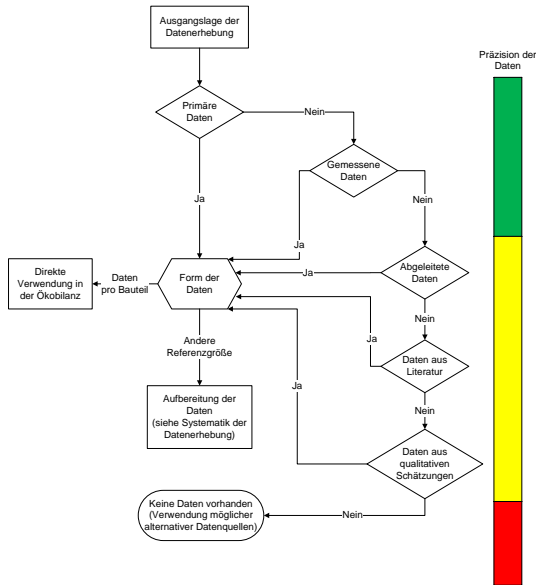 Ausgangslage der
Datenerhebung
Präzision der
Daten
Primäre
Daten
Nein
Gemessene
Daten
Ja
Nein
Ja
Abgeleitete
Daten
Direkte
Verwendung in
der Ökobilanz
Daten
pro Bauteil
Form der
Daten
Ja
Nein
Andere
Referenzgröße
Ja
Daten aus
Literatur
Ja
Aufbereitung der
Daten
(siehe Systematik der
Datenerhebung)
Nein
Daten aus
qualitativen
Schätzungen
Keine Daten vorhanden
(Verwendung möglicher
alternativer Datenquellen)
Nein